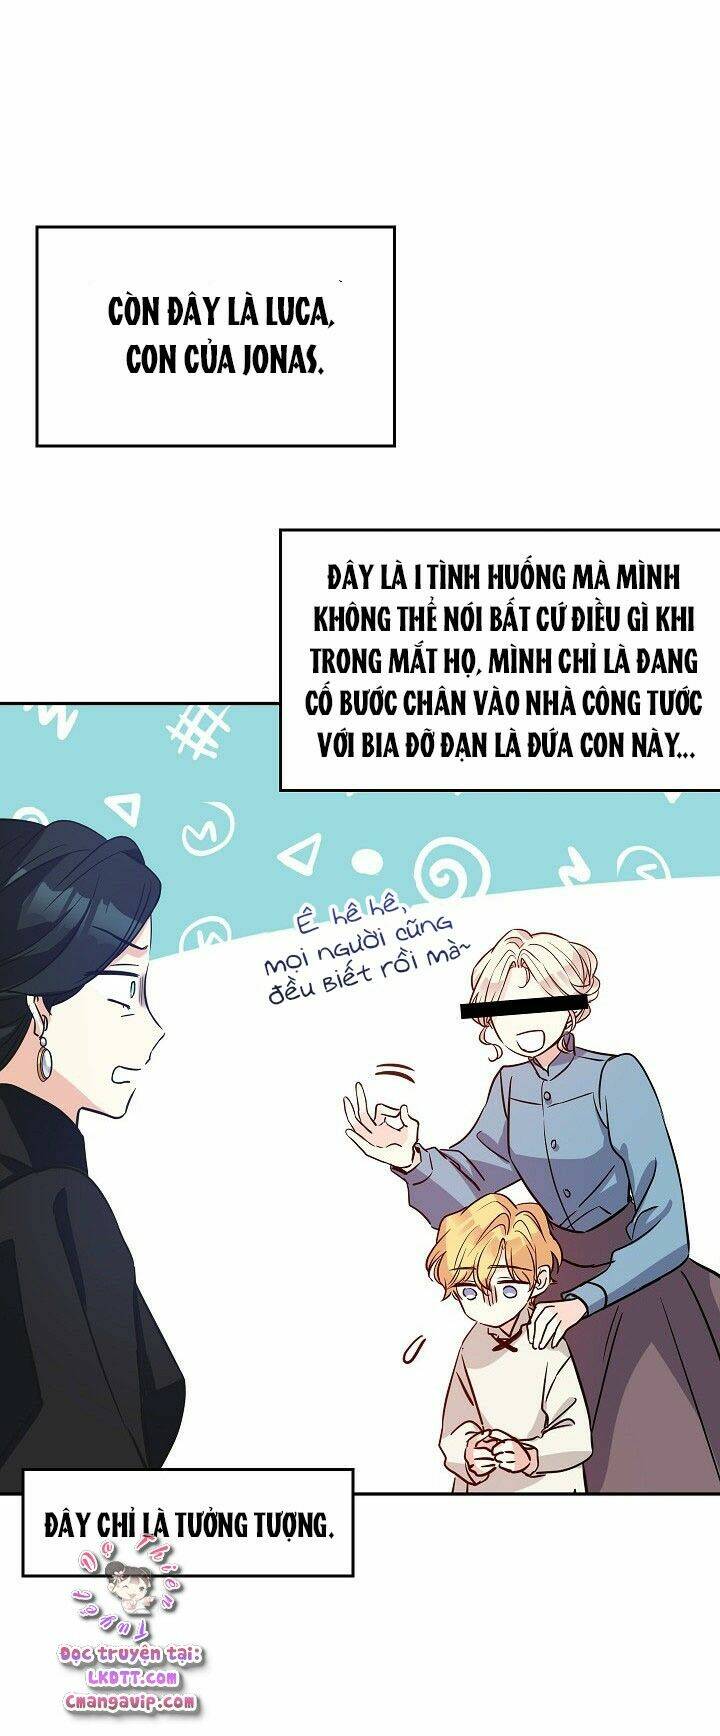 CÒN ĐÂY LÀ LUCA,
CON CỦA JONAS.
ĐÂY LÀ 1 TÌNH HUỐNG MÀ MÌNH
KHÔNG THỂ NÓI BẤT CỨ ĐIỀU GÌ KHI
TRONG MẮT HỌ, MÌNH CHỈ LÀ ĐANG
CỐ BƯỚC CHÂN VÀO NHÀ CÔNG TƯỚC
VỚI BIA ĐỠ ĐẠN LÀ ĐỨA CON NÀY...
Ê hê hê,
mọi người cũng
đều biết rồi mà~
ĐÂY CHỈ LÀ TƯỞNG TƯỢNG.
Dạ Thiên Tuyết
Đọc truyện tại:
LKDTT.com
Cmangavip.com